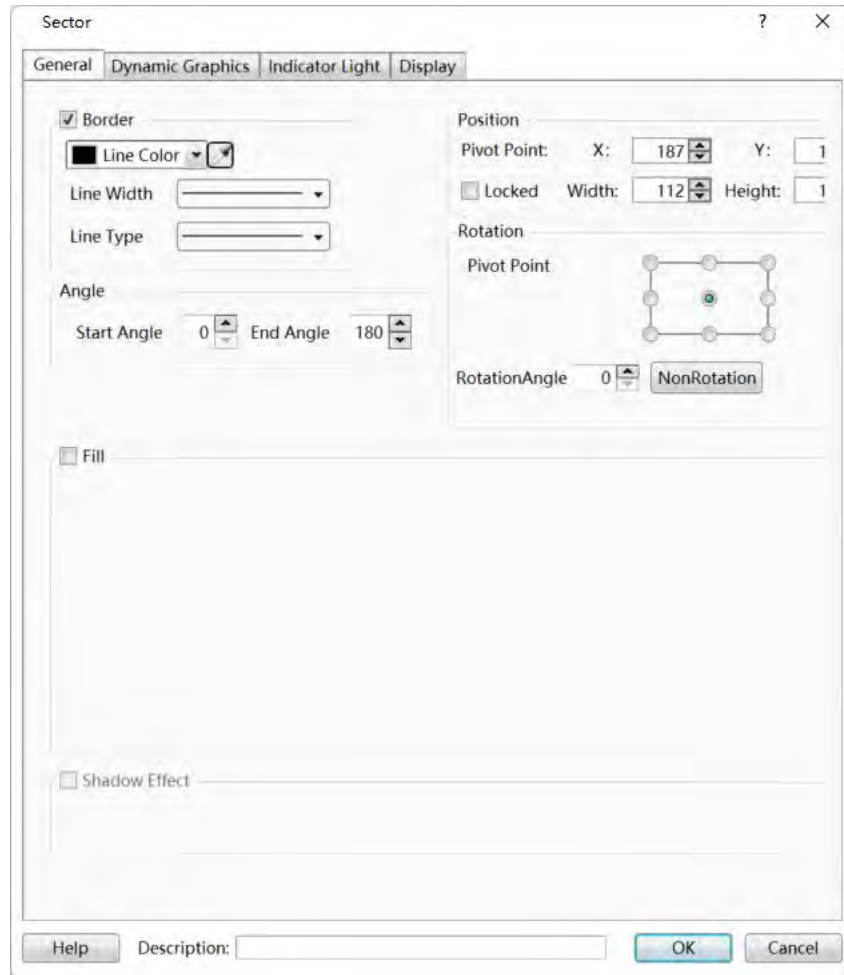 Sector
General Dynamic Graphics Indicator Light Display
Border
Line Color
Line Width
Line Type
Angle
Start Angle 0 End Angle 180
Position
Pivot Point: X: 187 Y: 1
Locked Width: 112 Height: 1
Rotation
Pivot Point
RotationAngle 0 NonRotation
Fill
Shadow Effect
Help Description: OK Cancel